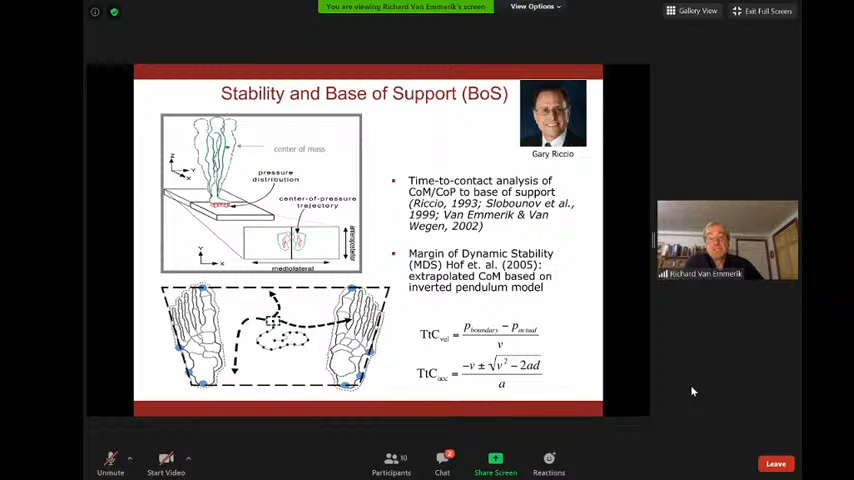 You are viewing Richard Van Emmerik's screen
View Options
Gallery View
Exit Full Screen
Stability and Base of Support (BoS)
center of mass
Z
Y
X
pressure
distribution
center-of-pressure
trajectory
anteroposterior
Y
X
mediolateral
Gary Riccio
Time-to-contact analysis of
CoM/CoP to base of support
(Riccio, 1993; Slobounov et al.,
1999; Van Emmerik & Van
Wegen, 2002)
Margin of Dynamic Stability
(MDS) Hof et. al. (2005):
extrapolated CoM based on
inverted pendulum model
TtC_vel = (p_boundary − p_actual) / v
TtC_acc = (−v ± √(v² − 2ad)) / a
Richard Van Emmerik
Unmute
Start Video
10
Participants
2
Chat
Share Screen
Reactions
Leave